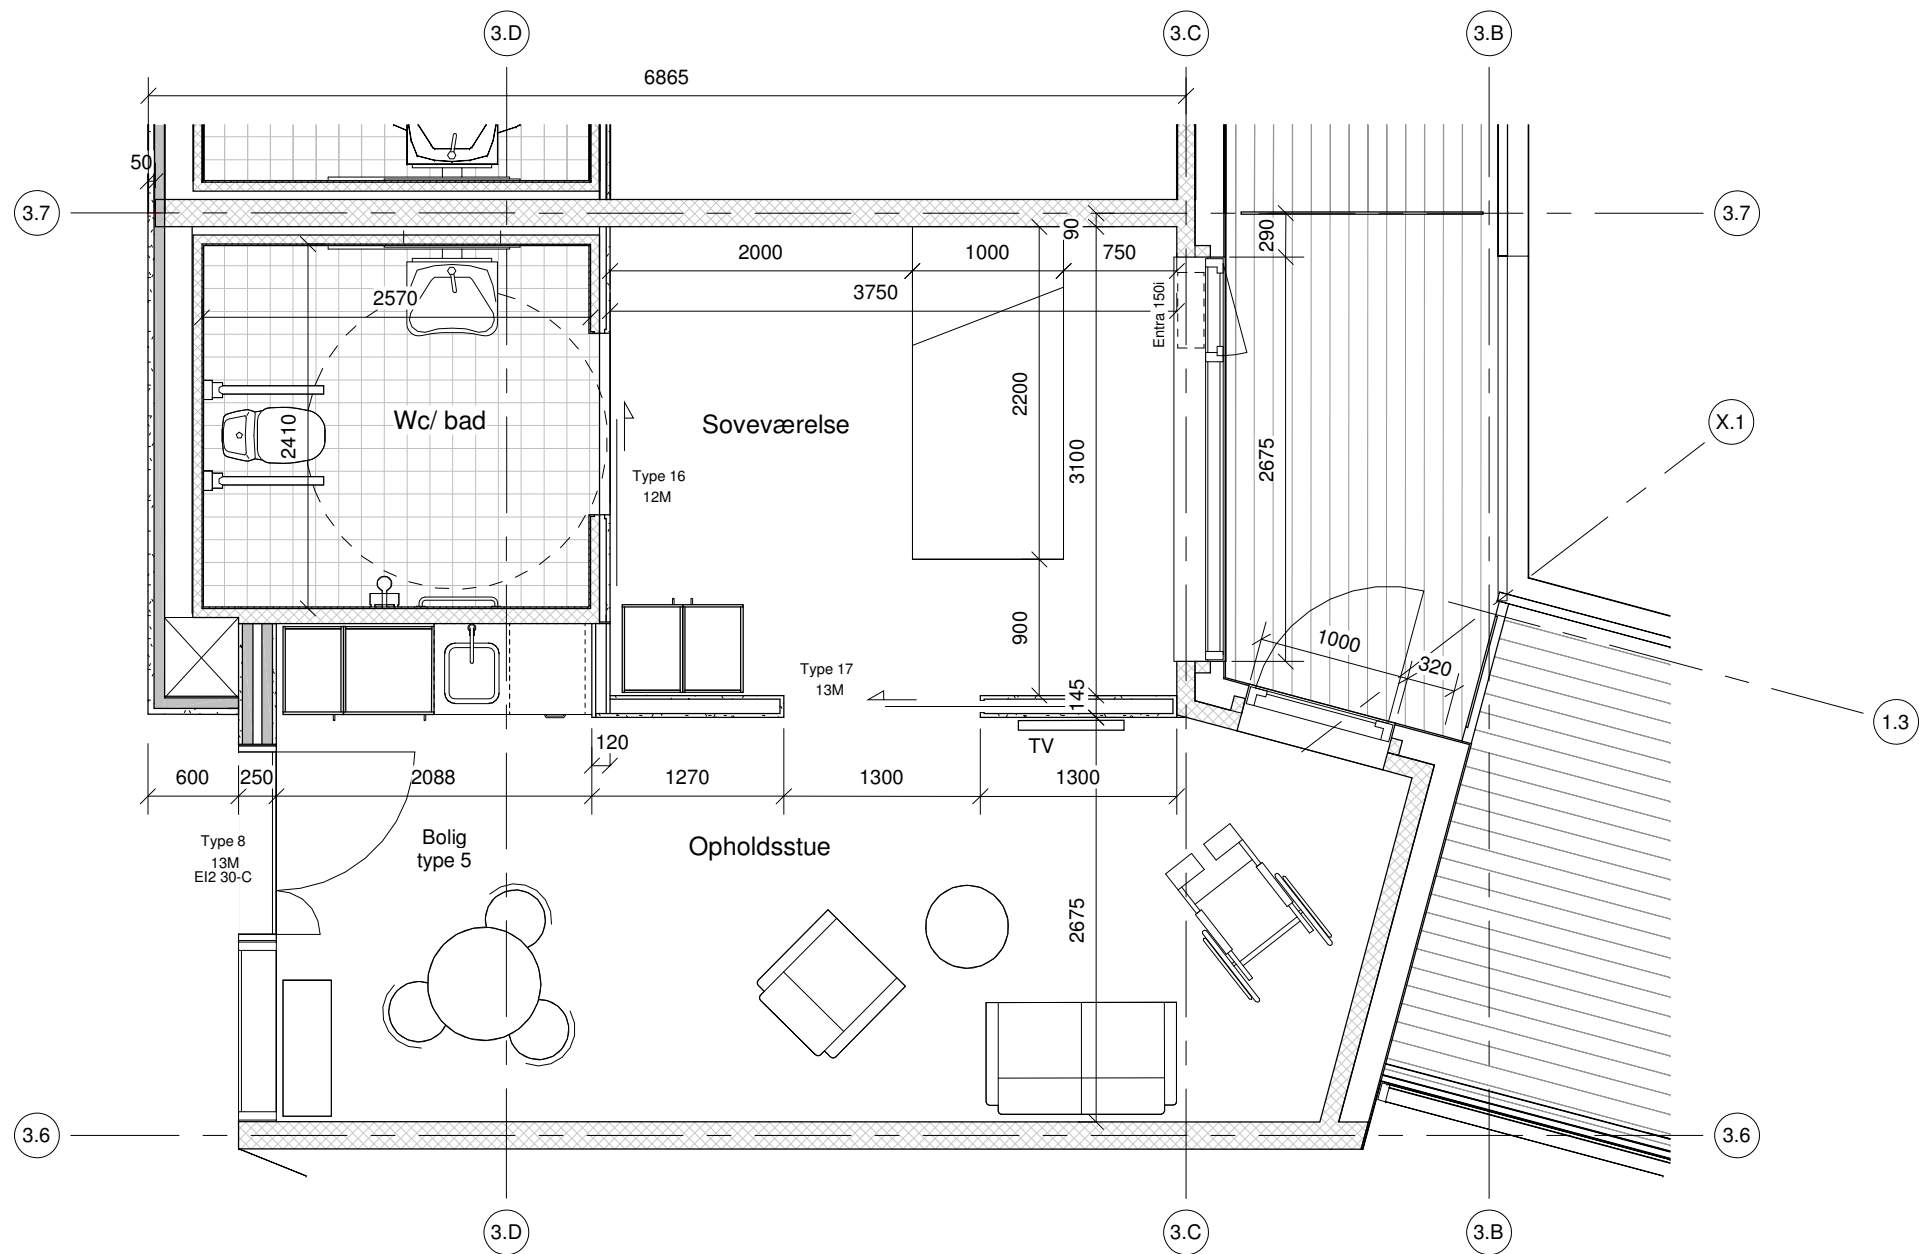 3.D
3.C
3.B
6865
50
3.7
3.7
90
290
2000
1000
750
2570
3750
Entra 150i
2200
2410
Wc/ bad
Soveværelse
X.1
3100
2675
Type 16
12M
900
1000
320
Type 17
13M
145
1.3
120
TV
600
250
2088
1270
1300
1300
Type 8
13M
EI2 30-C
Bolig
type 5
Opholdsstue
2675
3.6
3.6
3.D
3.C
3.B